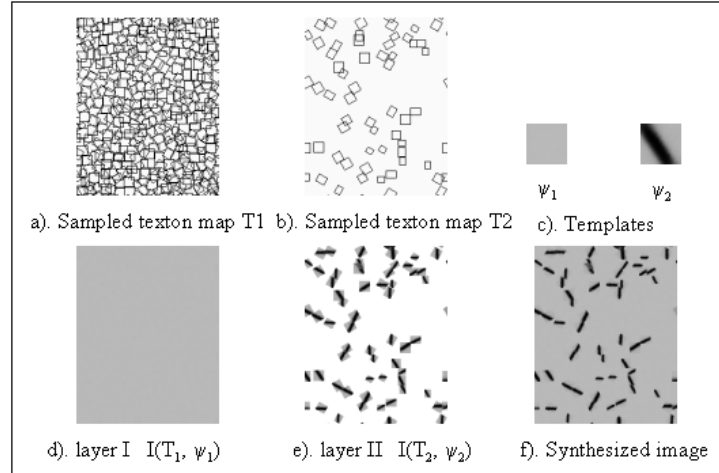 ψ₁ ψ₂
a). Sampled texton map T1 b). Sampled texton map T2 c). Templates
d). layer I I(T₁, ψ₁) e). layer II I(T₂, ψ₂) f). Synthesized image